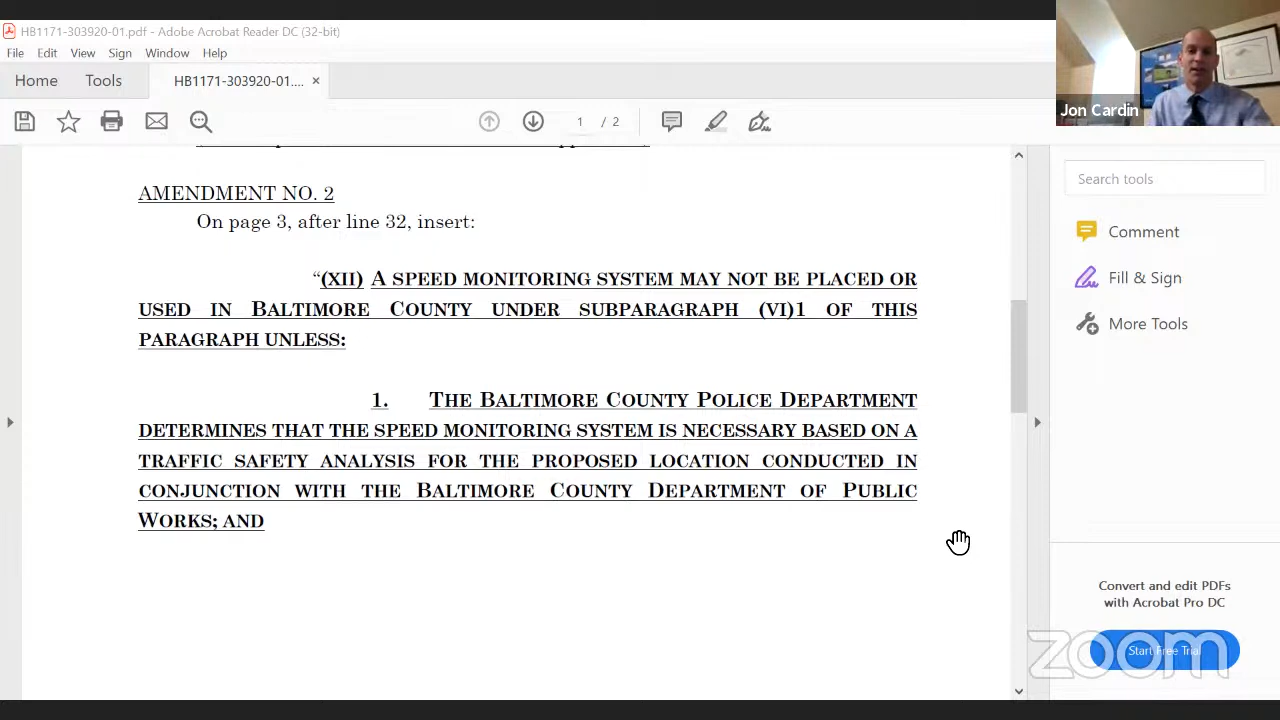 HB1171-303920-01.pdf - Adobe Acrobat Reader DC (32-bit)
File Edit View Sign Window Help
Home Tools HB1171-303920-01.... ×
1 / 2
Jon Cardin
AMENDMENT NO. 2
On page 3, after line 32, insert:
“(XII) A SPEED MONITORING SYSTEM MAY NOT BE PLACED OR
USED IN BALTIMORE COUNTY UNDER SUBPARAGRAPH (VI)1 OF THIS
PARAGRAPH UNLESS:
1. THE BALTIMORE COUNTY POLICE DEPARTMENT
DETERMINES THAT THE SPEED MONITORING SYSTEM IS NECESSARY BASED ON A
TRAFFIC SAFETY ANALYSIS FOR THE PROPOSED LOCATION CONDUCTED IN
CONJUNCTION WITH THE BALTIMORE COUNTY DEPARTMENT OF PUBLIC
WORKS; AND
Search tools
Comment
Fill & Sign
More Tools
Convert and edit PDFs
with Acrobat Pro DC
Start Free Trial
zoom